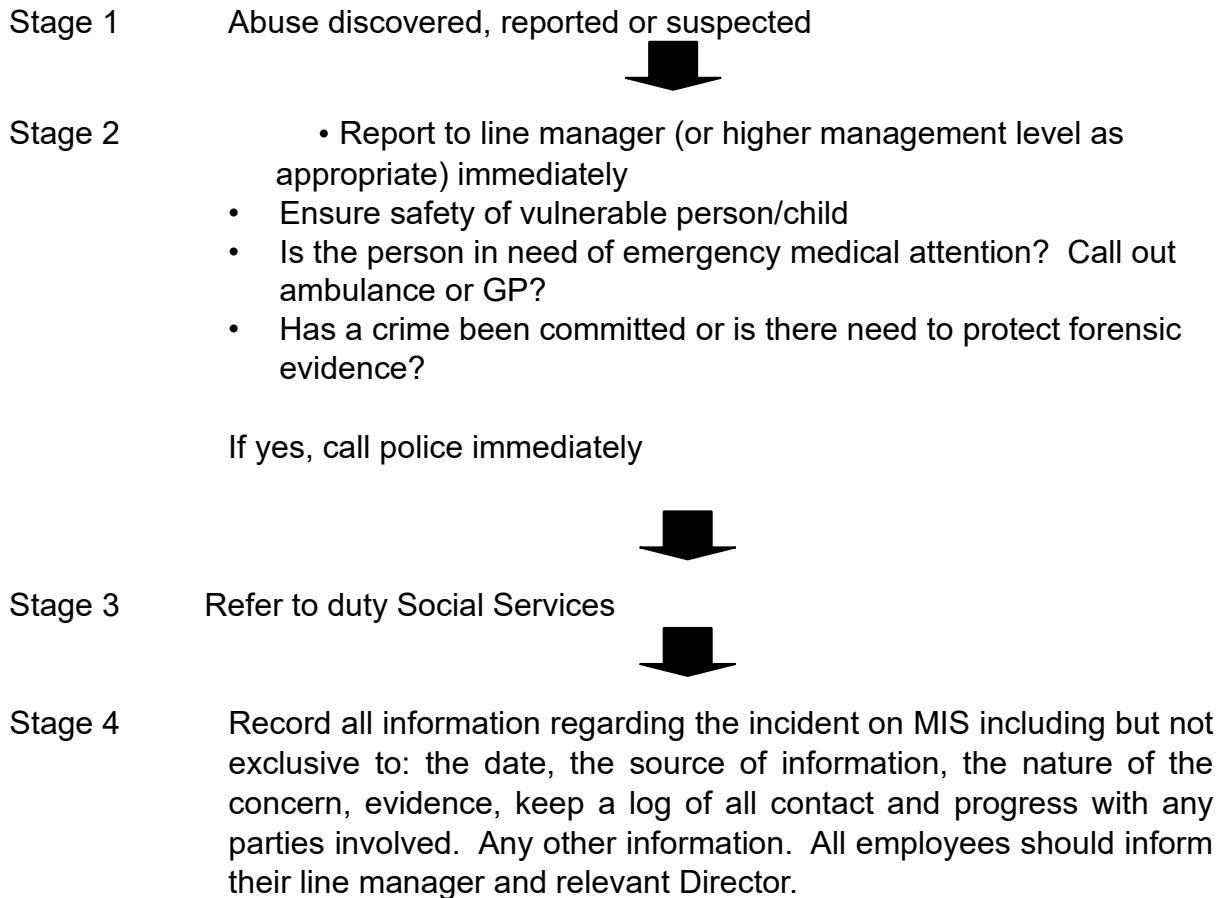 Stage 1 Abuse discovered, reported or suspected
Stage 2 • Report to line manager (or higher management level as
appropriate) immediately
• Ensure safety of vulnerable person/child
• Is the person in need of emergency medical attention? Call out
ambulance or GP?
• Has a crime been committed or is there need to protect forensic
evidence?
If yes, call police immediately
Stage 3 Refer to duty Social Services
Stage 4 Record all information regarding the incident on MIS including but not
exclusive to: the date, the source of information, the nature of the
concern, evidence, keep a log of all contact and progress with any
parties involved. Any other information. All employees should inform
their line manager and relevant Director.